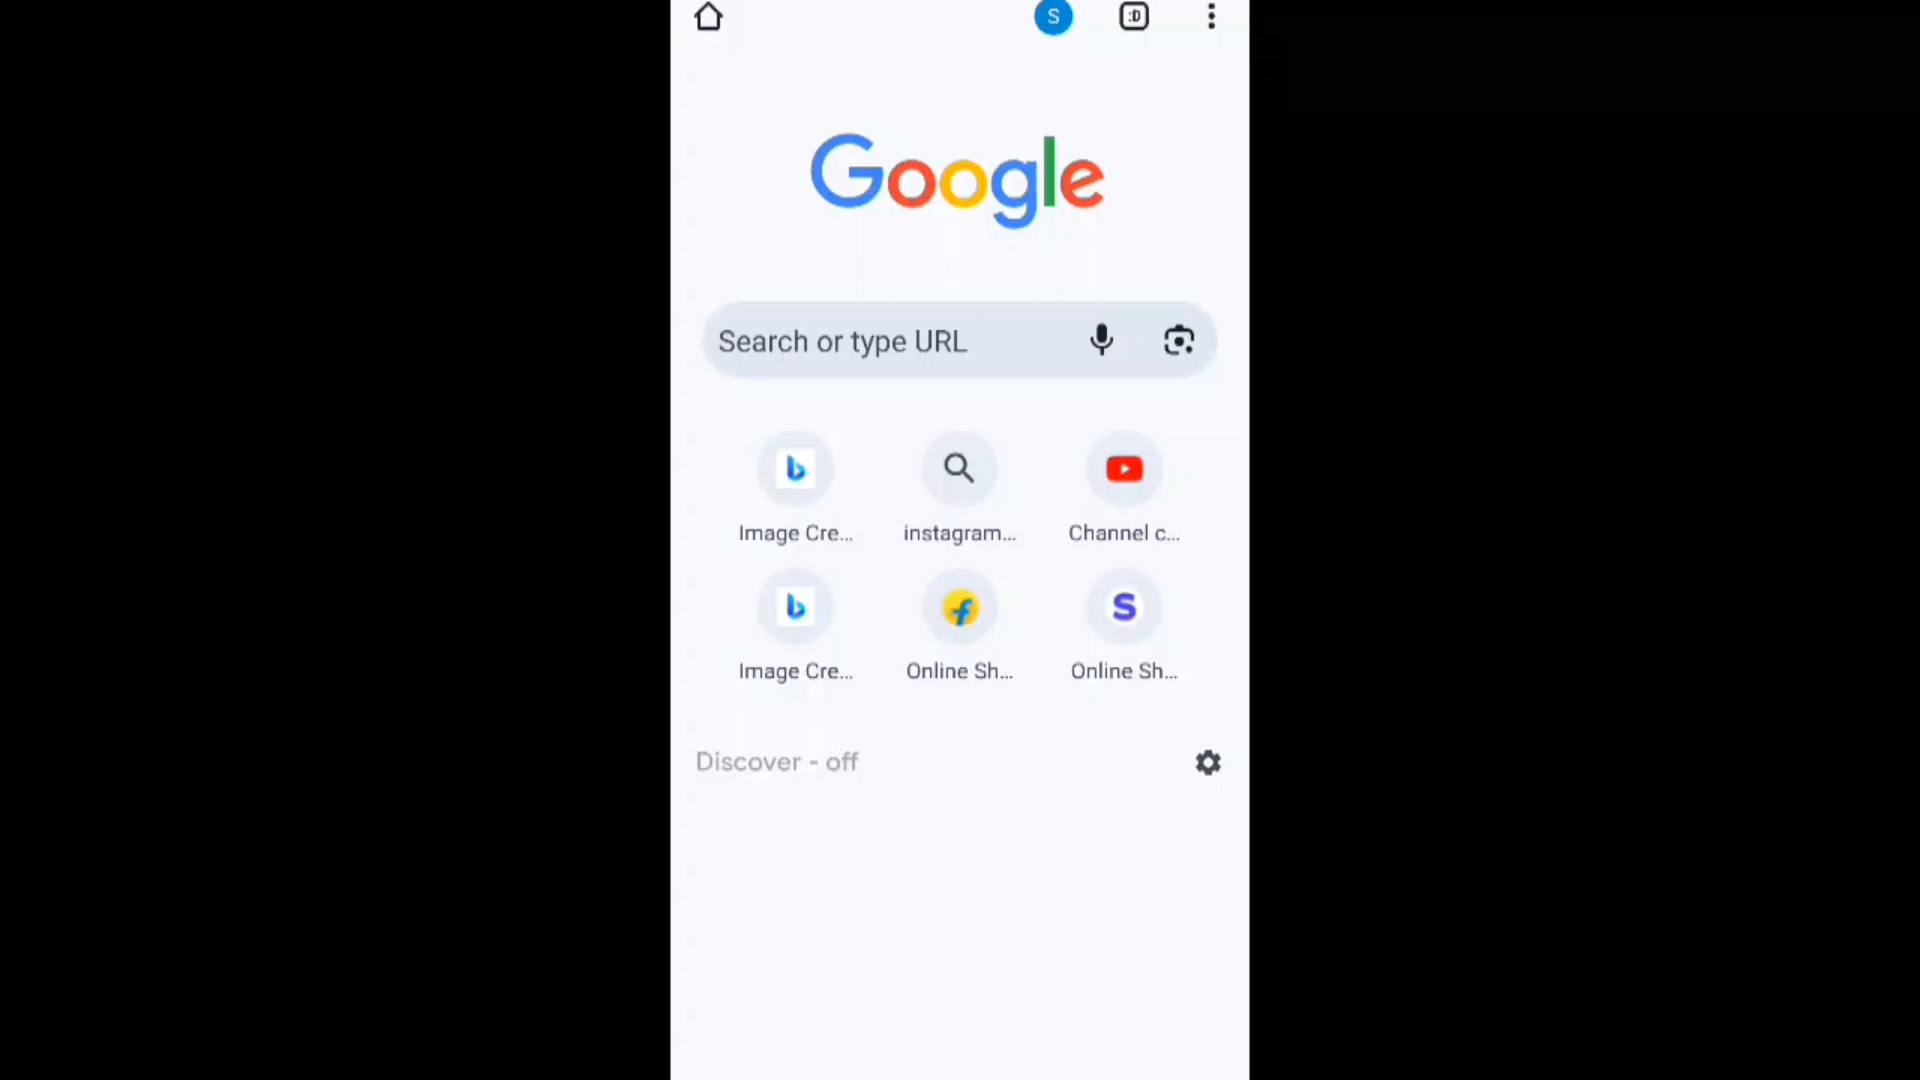 S :D
Google
Search or type URL
Image Cre... instagram... Channel c...
Image Cre... Online Sh... Online Sh...
Discover - off